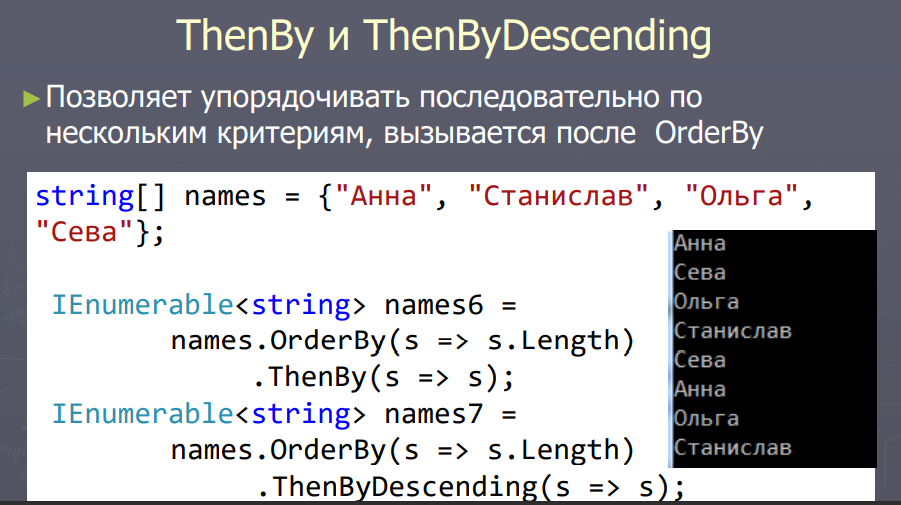 ThenBy и ThenByDescending
►Позволяет упорядочивать последовательно по
нескольким критериям, вызывается после OrderBy
string[] names = {"Анна", "Станислав", "Ольга",
"Сева"};
IEnumerable<string> names6 =
names.OrderBy(s => s.Length)
.ThenBy(s => s);
IEnumerable<string> names7 =
names.OrderBy(s => s.Length)
.ThenByDescending(s => s);
Анна
Сева
Ольга
Станислав
Сева
Анна
Ольга
Станислав